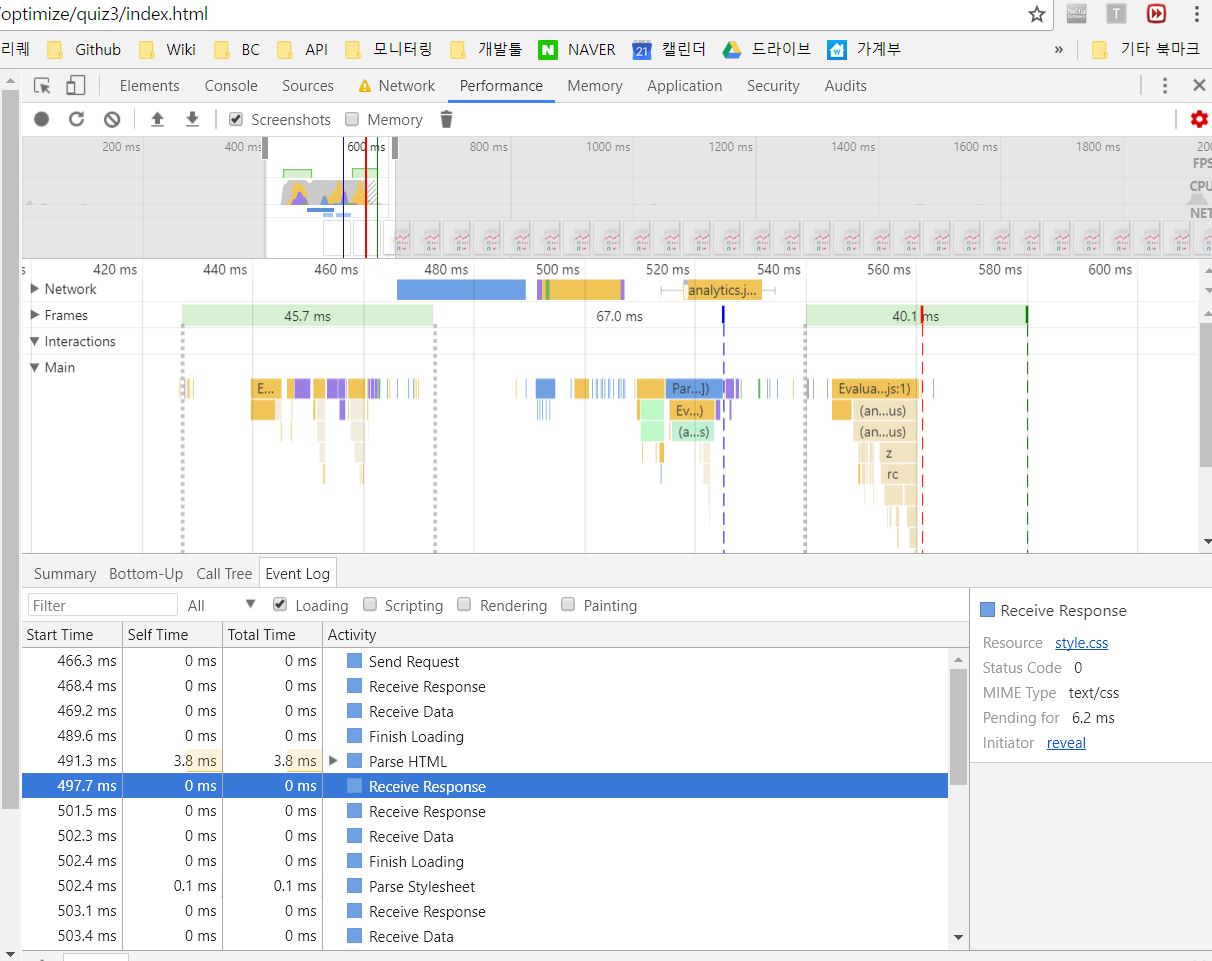 /optimize/quiz3/index.html
리퀘 Github Wiki BC API 모니터링 개발툴 N NAVER 21 캘린더 드라이브 W 가계부 » 기타 북마크
Elements Console Sources Network Performance Memory Application Security Audits
Screenshots Memory
200 ms 400 ms 600 ms 800 ms 1000 ms 1200 ms 1400 ms 1600 ms 1800 ms 200
FPS
CPU
NET
s 420 ms 440 ms 460 ms 480 ms 500 ms 520 ms 540 ms 560 ms 580 ms 600 ms
Network analytics.j...
Frames 45.7 ms 67.0 ms 40.1 ms
Interactions
Main
E... Par...]) Evalua...js:1)
Ev...) (an...us)
(a...s) (an...us)
z
rc
Summary Bottom-Up Call Tree Event Log
Filter All Loading Scripting Rendering Painting
Start Time Self Time Total Time Activity
466.3 ms 0 ms 0 ms Send Request
468.4 ms 0 ms 0 ms Receive Response
469.2 ms 0 ms 0 ms Receive Data
489.6 ms 0 ms 0 ms Finish Loading
491.3 ms 3.8 ms 3.8 ms Parse HTML
497.7 ms 0 ms 0 ms Receive Response
501.5 ms 0 ms 0 ms Receive Response
502.3 ms 0 ms 0 ms Receive Data
502.4 ms 0 ms 0 ms Finish Loading
502.4 ms 0.1 ms 0.1 ms Parse Stylesheet
503.1 ms 0 ms 0 ms Receive Response
503.4 ms 0 ms 0 ms Receive Data
Receive Response
Resource style.css
Status Code 0
MIME Type text/css
Pending for 6.2 ms
Initiator reveal